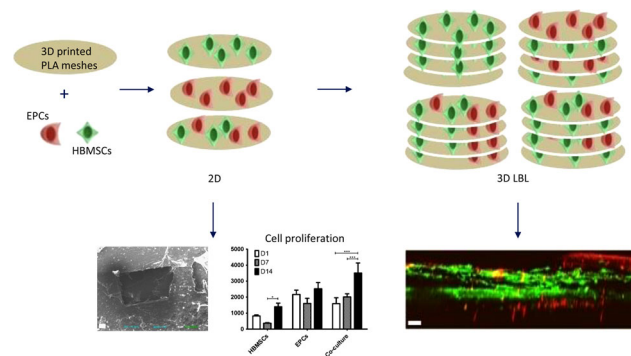 3D printed
PLA meshes
+
EPCs
HBMSCs
2D
3D LBL
Cell proliferation
5000
4000
3000
2000
1000
0
D1
D7
D14
*
***
***
HBMSCs
EPCs
Co-culture